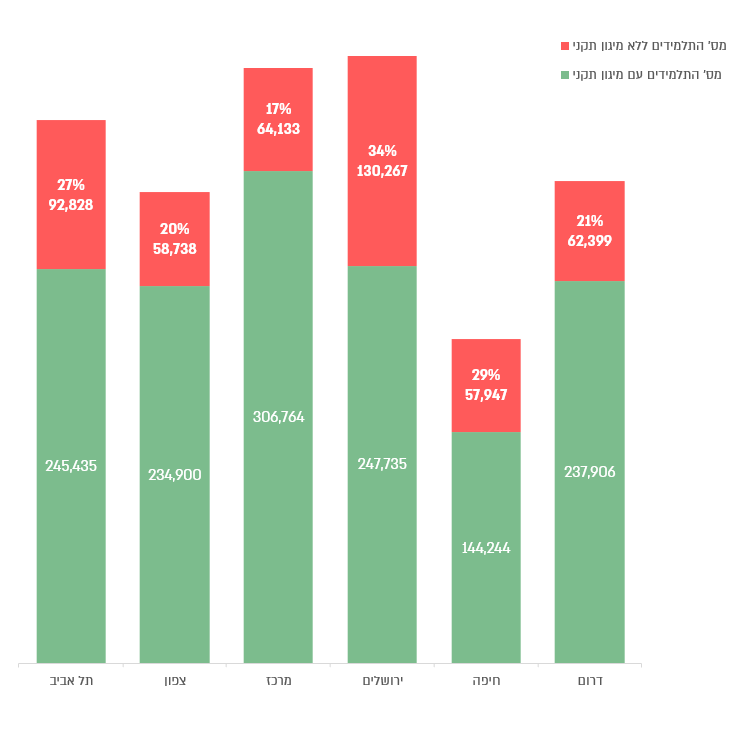 מס' התלמידים ללא מיגון תקני
מס' התלמידים עם מיגון תקני
27%
92,828
245,435
20%
58,738
234,900
17%
64,133
306,764
34%
130,267
247,735
29%
57,947
144,244
21%
62,399
237,906
תל אביב
צפון
מרכז
ירושלים
חיפה
דרום